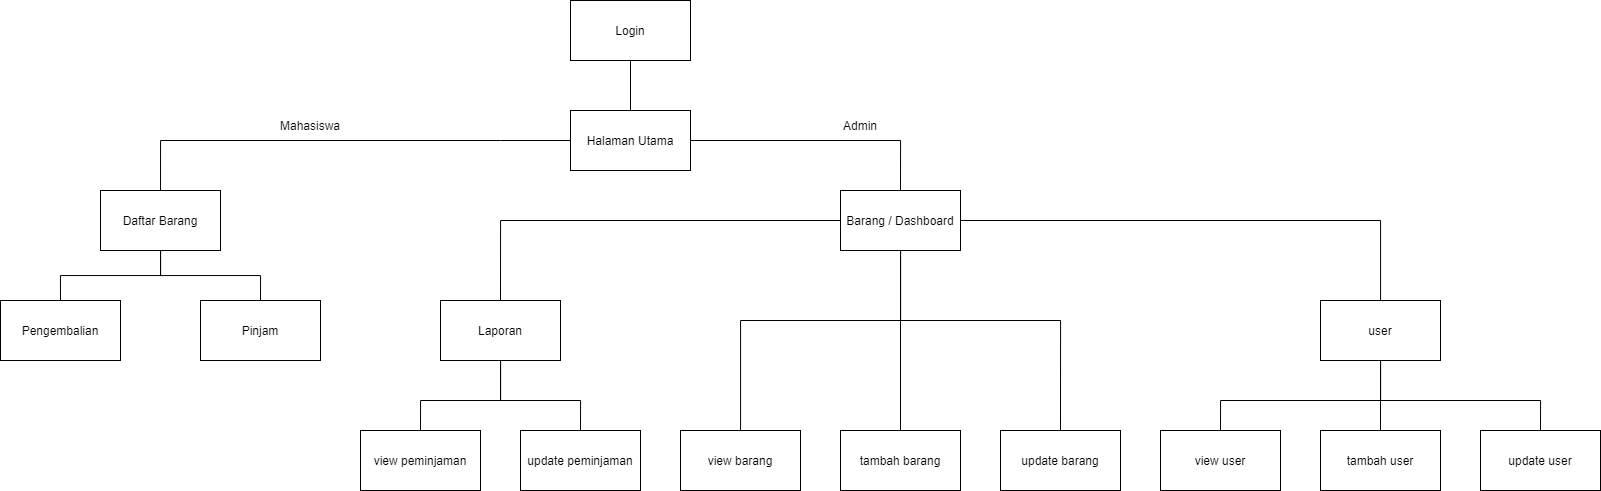 Login
Mahasiswa
Admin
Halaman Utama
Daftar Barang
Barang / Dashboard
Pengembalian
Pinjam
Laporan
user
view peminjaman
update peminjaman
view barang
tambah barang
update barang
view user
tambah user
update user